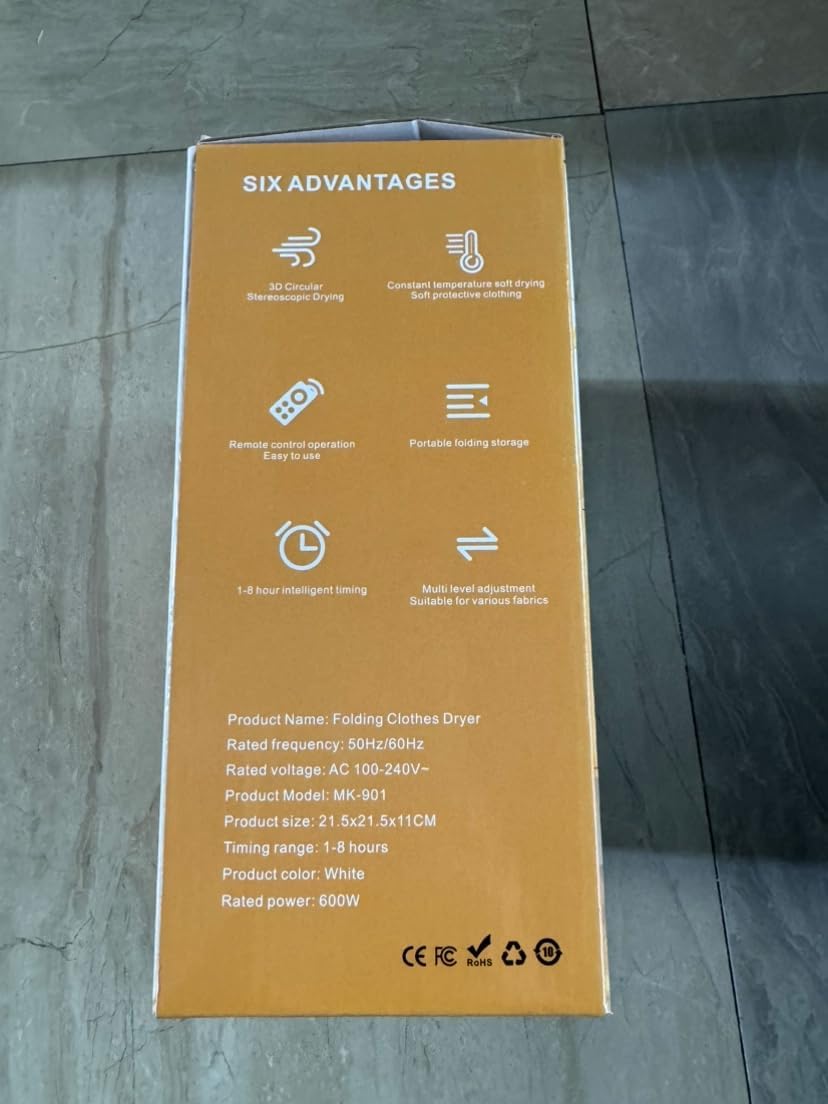 SIX ADVANTAGES
3D Circular
Stereoscopic Drying
Constant temperature soft drying
Soft protective clothing
Remote control operation
Easy to use
Portable folding storage
1-8 hour intelligent timing
Multi level adjustment
Suitable for various fabrics
Product Name: Folding Clothes Dryer
Rated frequency: 50Hz/60Hz
Rated voltage: AC 100-240V~
Product Model: MK-901
Product size: 21.5x21.5x11CM
Timing range: 1-8 hours
Product color: White
Rated power: 600W
CE FC RoHS 10